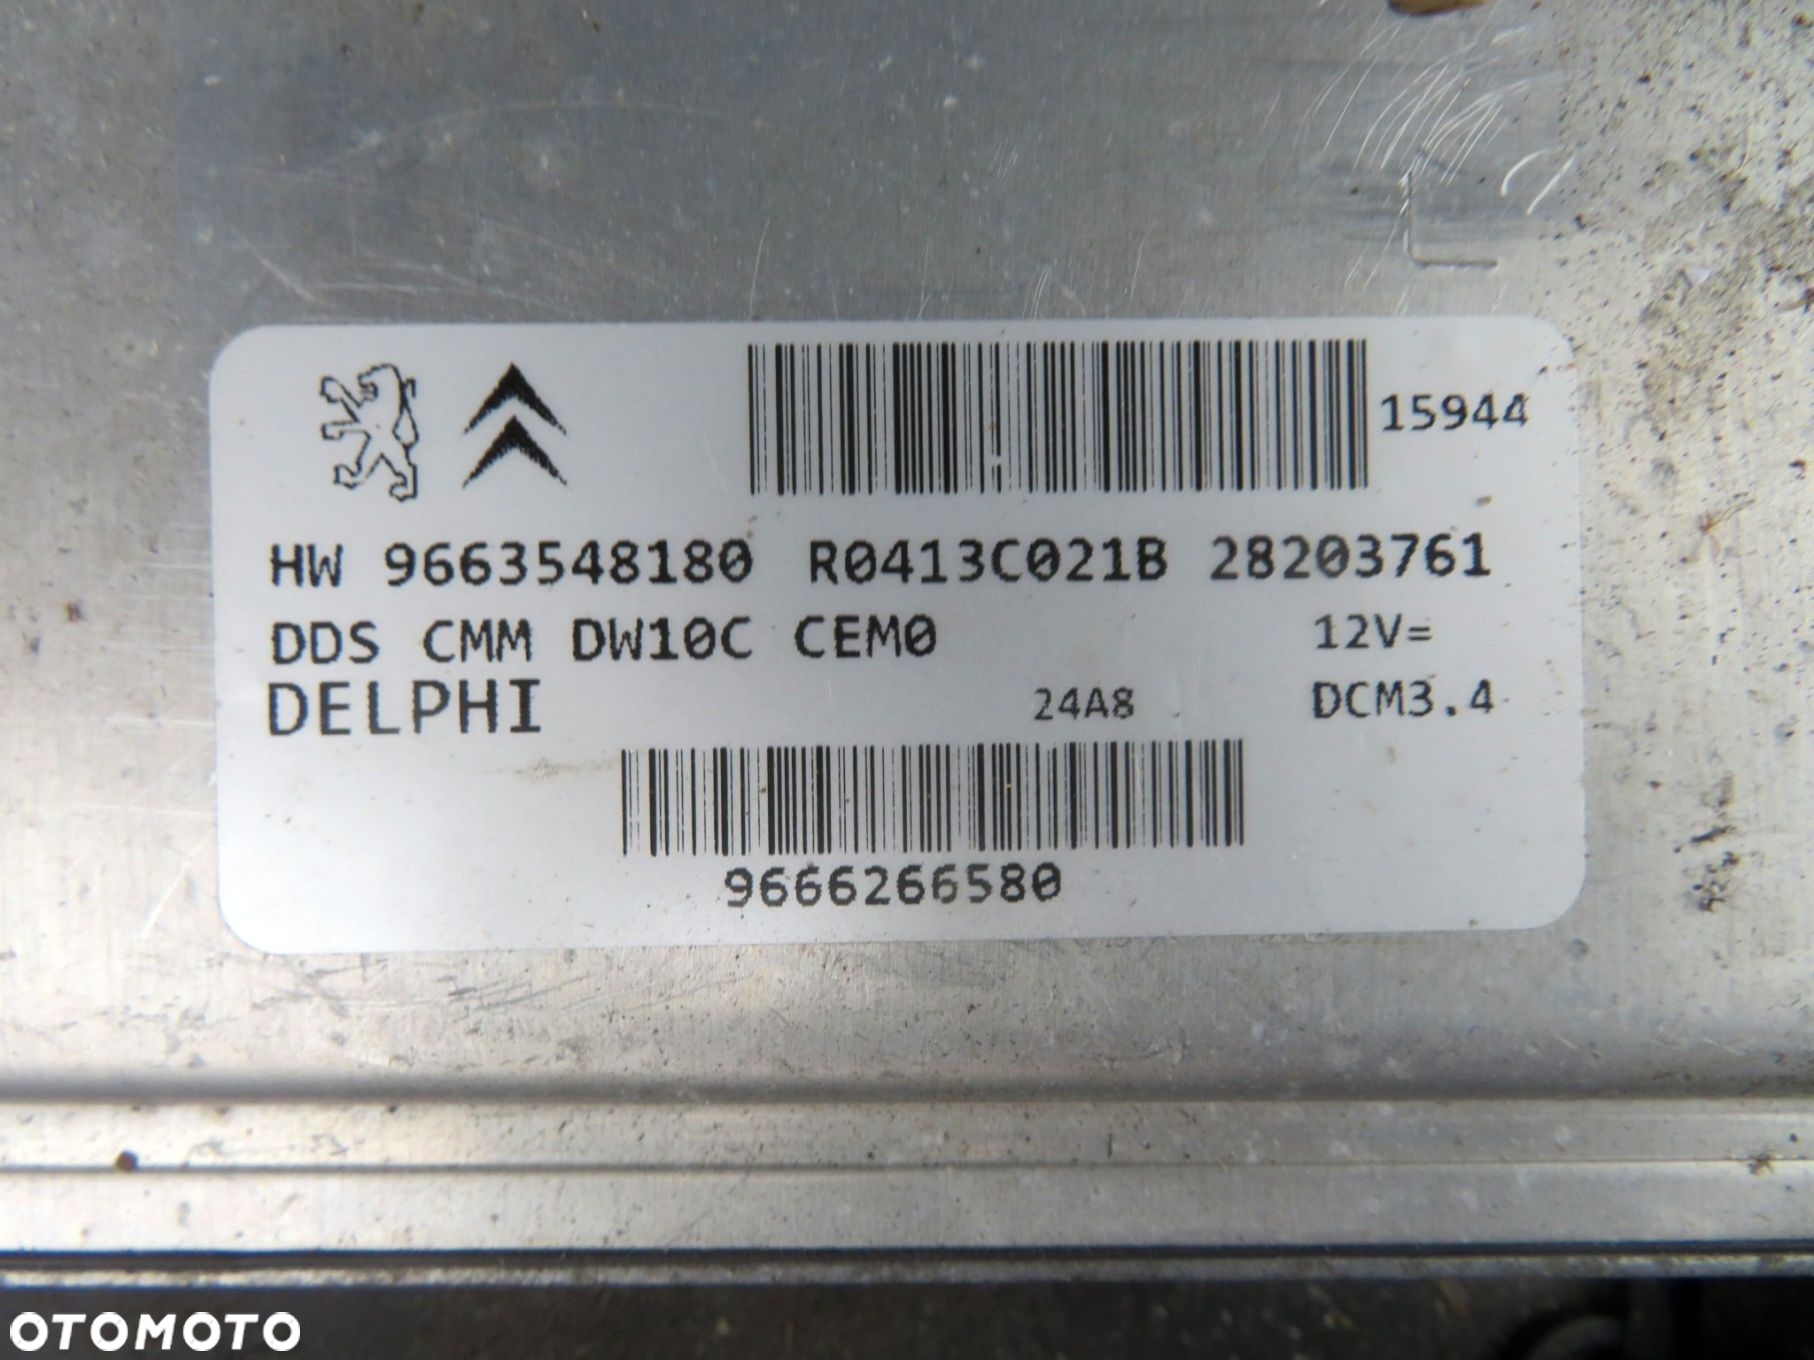 15944
HW 9663548180 R0413C021B 28203761
DDS CMM DW10C CEM0 12V=
DELPHI 24A8 DCM3.4
9666266580
OTOMOTO